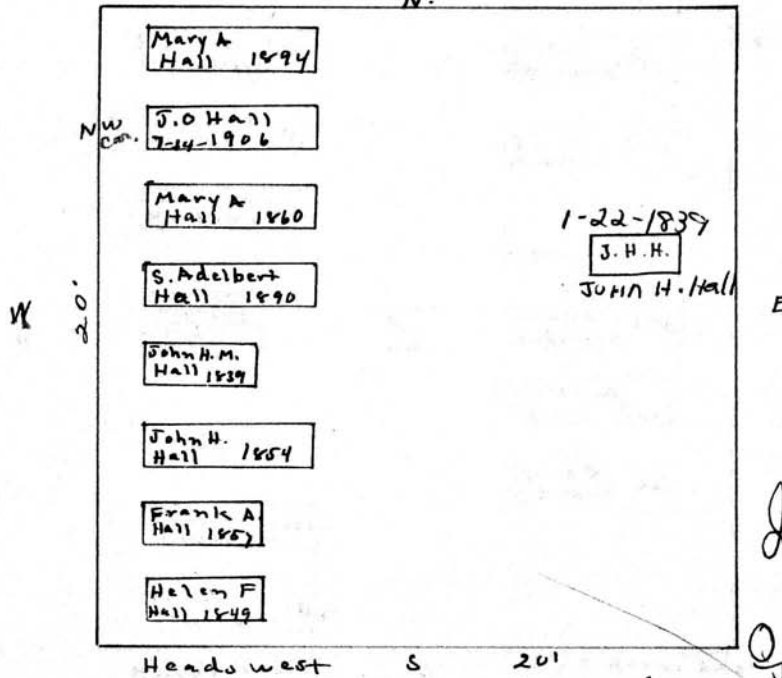 N.
Mary A
Hall 1894
NW
Cor.
J.O Hall
7-24-1906
Mary A
Hall 1860
1-22-1839
J. H. H.
John H. Hall
S. Adelbert
Hall 1890
W
20'
E
John H. M.
Hall 1839
John H.
Hall 1854
Frank A
Hall 1857
Helen F
Hall 1849
Heads west S 20'